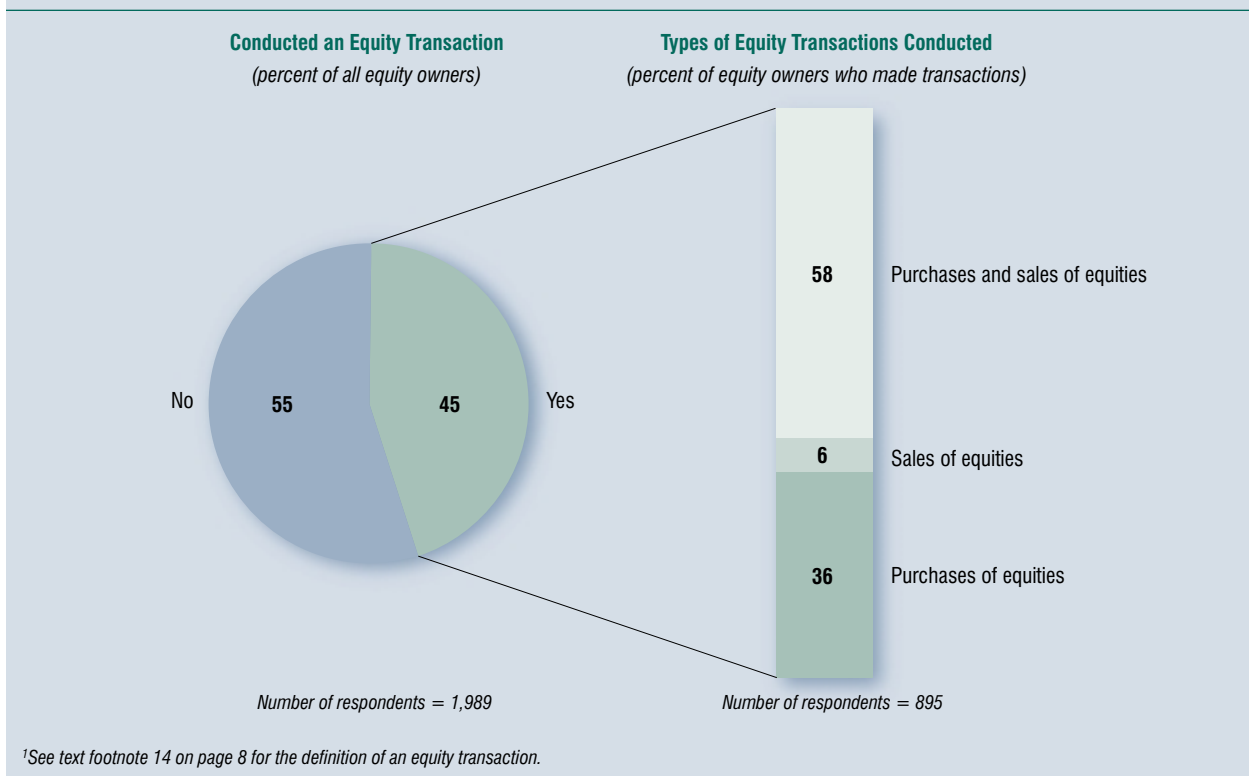 Conducted an Equity Transaction
(percent of all equity owners)
Types of Equity Transactions Conducted
(percent of equity owners who made transactions)
No
55
45
Yes
58
Purchases and sales of equities
6
Sales of equities
36
Purchases of equities
Number of respondents = 1,989
Number of respondents = 895
1See text footnote 14 on page 8 for the definition of an equity transaction.